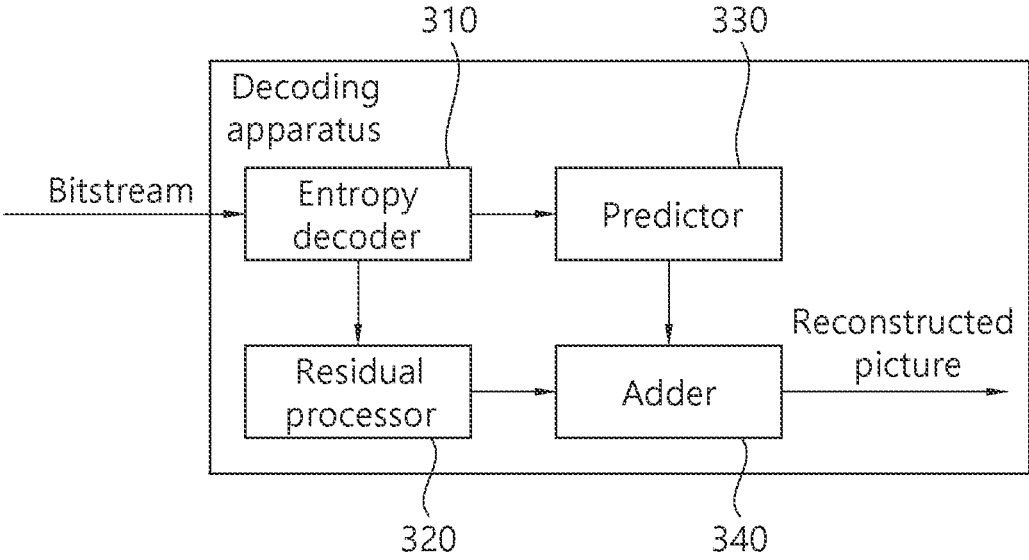 310
330
Decoding
apparatus
Bitstream
Entropy
decoder
Predictor
Reconstructed
picture
Residual
processor
Adder
320
340